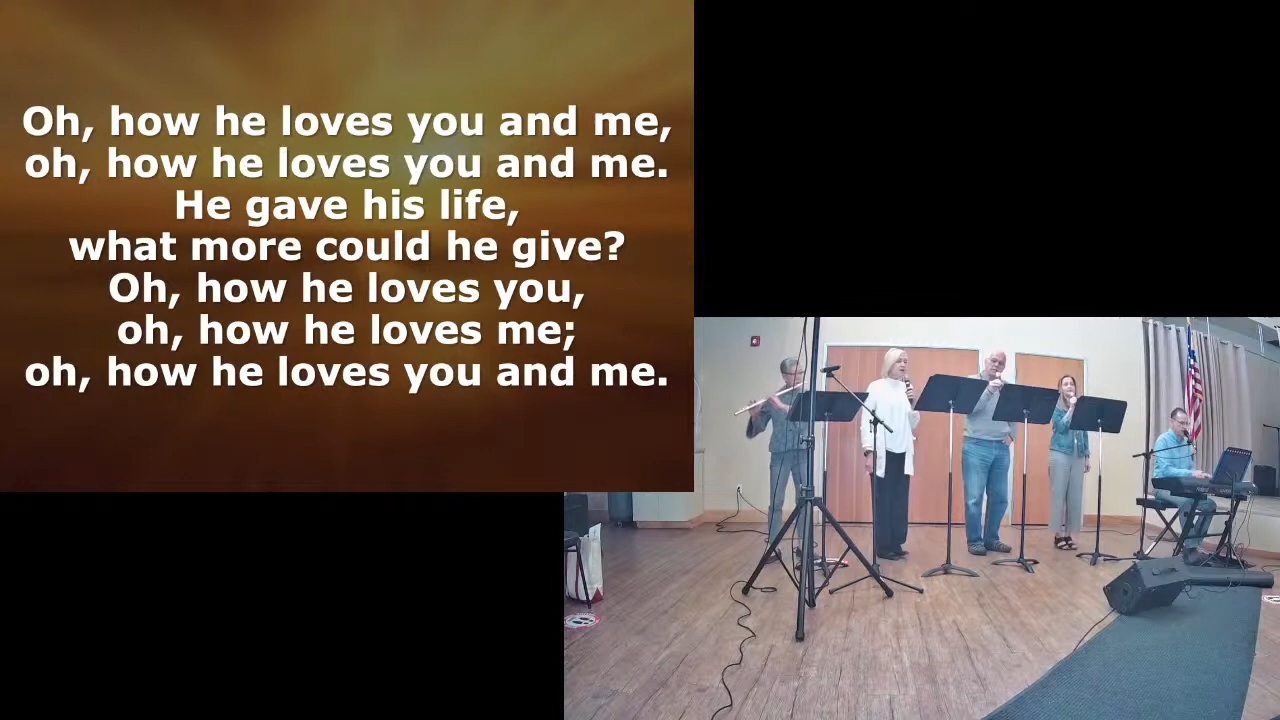 Oh, how he loves you and me,
oh, how he loves you and me.
He gave his life,
what more could he give?
Oh, how he loves you,
oh, how he loves me;
oh, how he loves you and me.